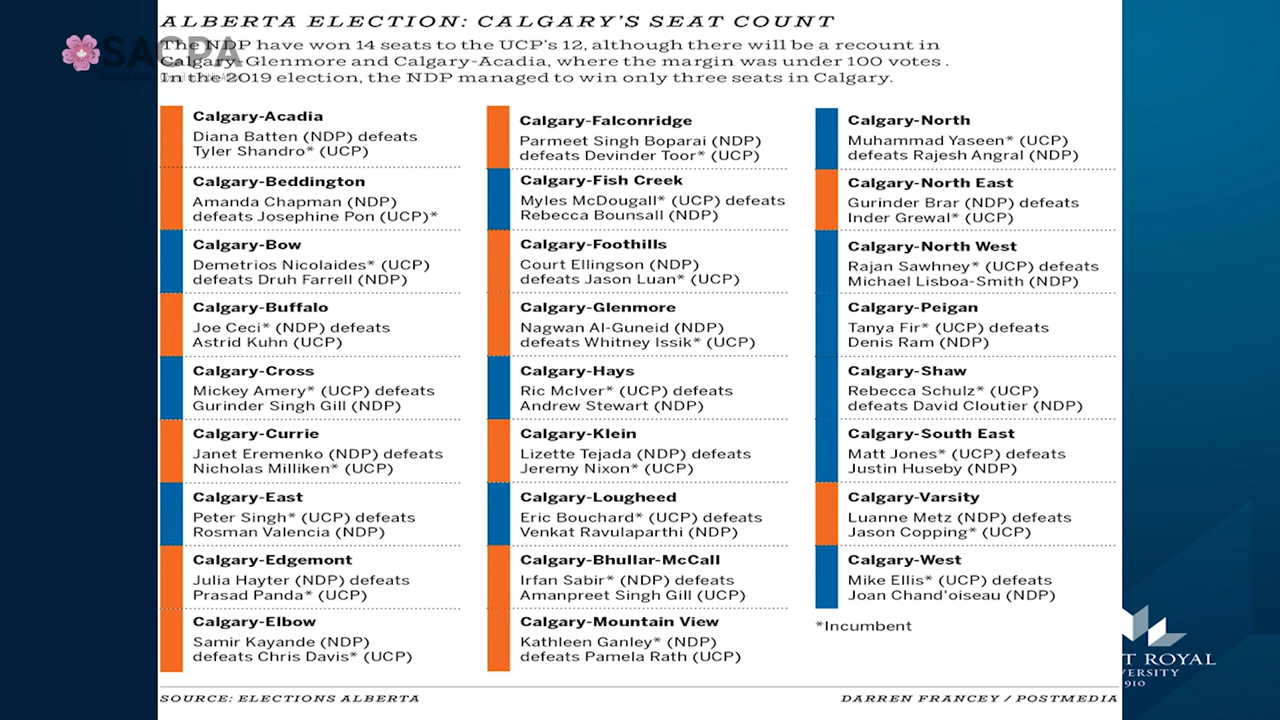 ALBERTA ELECTION: CALGARY'S SEAT COUNT
SACPA
The NDP have won 14 seats to the UCP's 12, although there will be a recount in
Calgary-Glenmore and Calgary-Acadia, where the margin was under 100 votes .
In the 2019 election, the NDP managed to win only three seats in Calgary.
Calgary-Acadia
Diana Batten (NDP) defeats
Tyler Shandro* (UCP)
Calgary-Beddington
Amanda Chapman (NDP)
defeats Josephine Pon (UCP)*
Calgary-Bow
Demetrios Nicolaides* (UCP)
defeats Druh Farrell (NDP)
Calgary-Buffalo
Joe Ceci* (NDP) defeats
Astrid Kuhn (UCP)
Calgary-Cross
Mickey Amery* (UCP) defeats
Gurinder Singh Gill (NDP)
Calgary-Currie
Janet Eremenko (NDP) defeats
Nicholas Milliken* (UCP)
Calgary-East
Peter Singh* (UCP) defeats
Rosman Valencia (NDP)
Calgary-Edgemont
Julia Hayter (NDP) defeats
Prasad Panda* (UCP)
Calgary-Elbow
Samir Kayande (NDP)
defeats Chris Davis* (UCP)
Calgary-Falconridge
Parmeet Singh Boparai (NDP)
defeats Devinder Toor* (UCP)
Calgary-Fish Creek
Myles McDougall* (UCP) defeats
Rebecca Bounsall (NDP)
Calgary-Foothills
Court Ellingson (NDP)
defeats Jason Luan* (UCP)
Calgary-Glenmore
Nagwan Al-Guneid (NDP)
defeats Whitney Issik* (UCP)
Calgary-Hays
Ric McIver* (UCP) defeats
Andrew Stewart (NDP)
Calgary-Klein
Lizette Tejada (NDP) defeats
Jeremy Nixon* (UCP)
Calgary-Lougheed
Eric Bouchard* (UCP) defeats
Venkat Ravulaparthi (NDP)
Calgary-Bhullar-McCall
Irfan Sabir* (NDP) defeats
Amanpreet Singh Gill (UCP)
Calgary-Mountain View
Kathleen Ganley* (NDP)
defeats Pamela Rath (UCP)
Calgary-North
Muhammad Yaseen* (UCP)
defeats Rajesh Angral (NDP)
Calgary-North East
Gurinder Brar (NDP) defeats
Inder Grewal* (UCP)
Calgary-North West
Rajan Sawhney* (UCP) defeats
Michael Lisboa-Smith (NDP)
Calgary-Peigan
Tanya Fir* (UCP) defeats
Denis Ram (NDP)
Calgary-Shaw
Rebecca Schulz* (UCP)
defeats David Cloutier (NDP)
Calgary-South East
Matt Jones* (UCP) defeats
Justin Huseby (NDP)
Calgary-Varsity
Luanne Metz (NDP) defeats
Jason Copping* (UCP)
Calgary-West
Mike Ellis* (UCP) defeats
Joan Chand'oiseau (NDP)
*Incumbent
T ROYAL
VERSITY
910
SOURCE: ELECTIONS ALBERTA
DARREN FRANCEY / POSTMEDIA